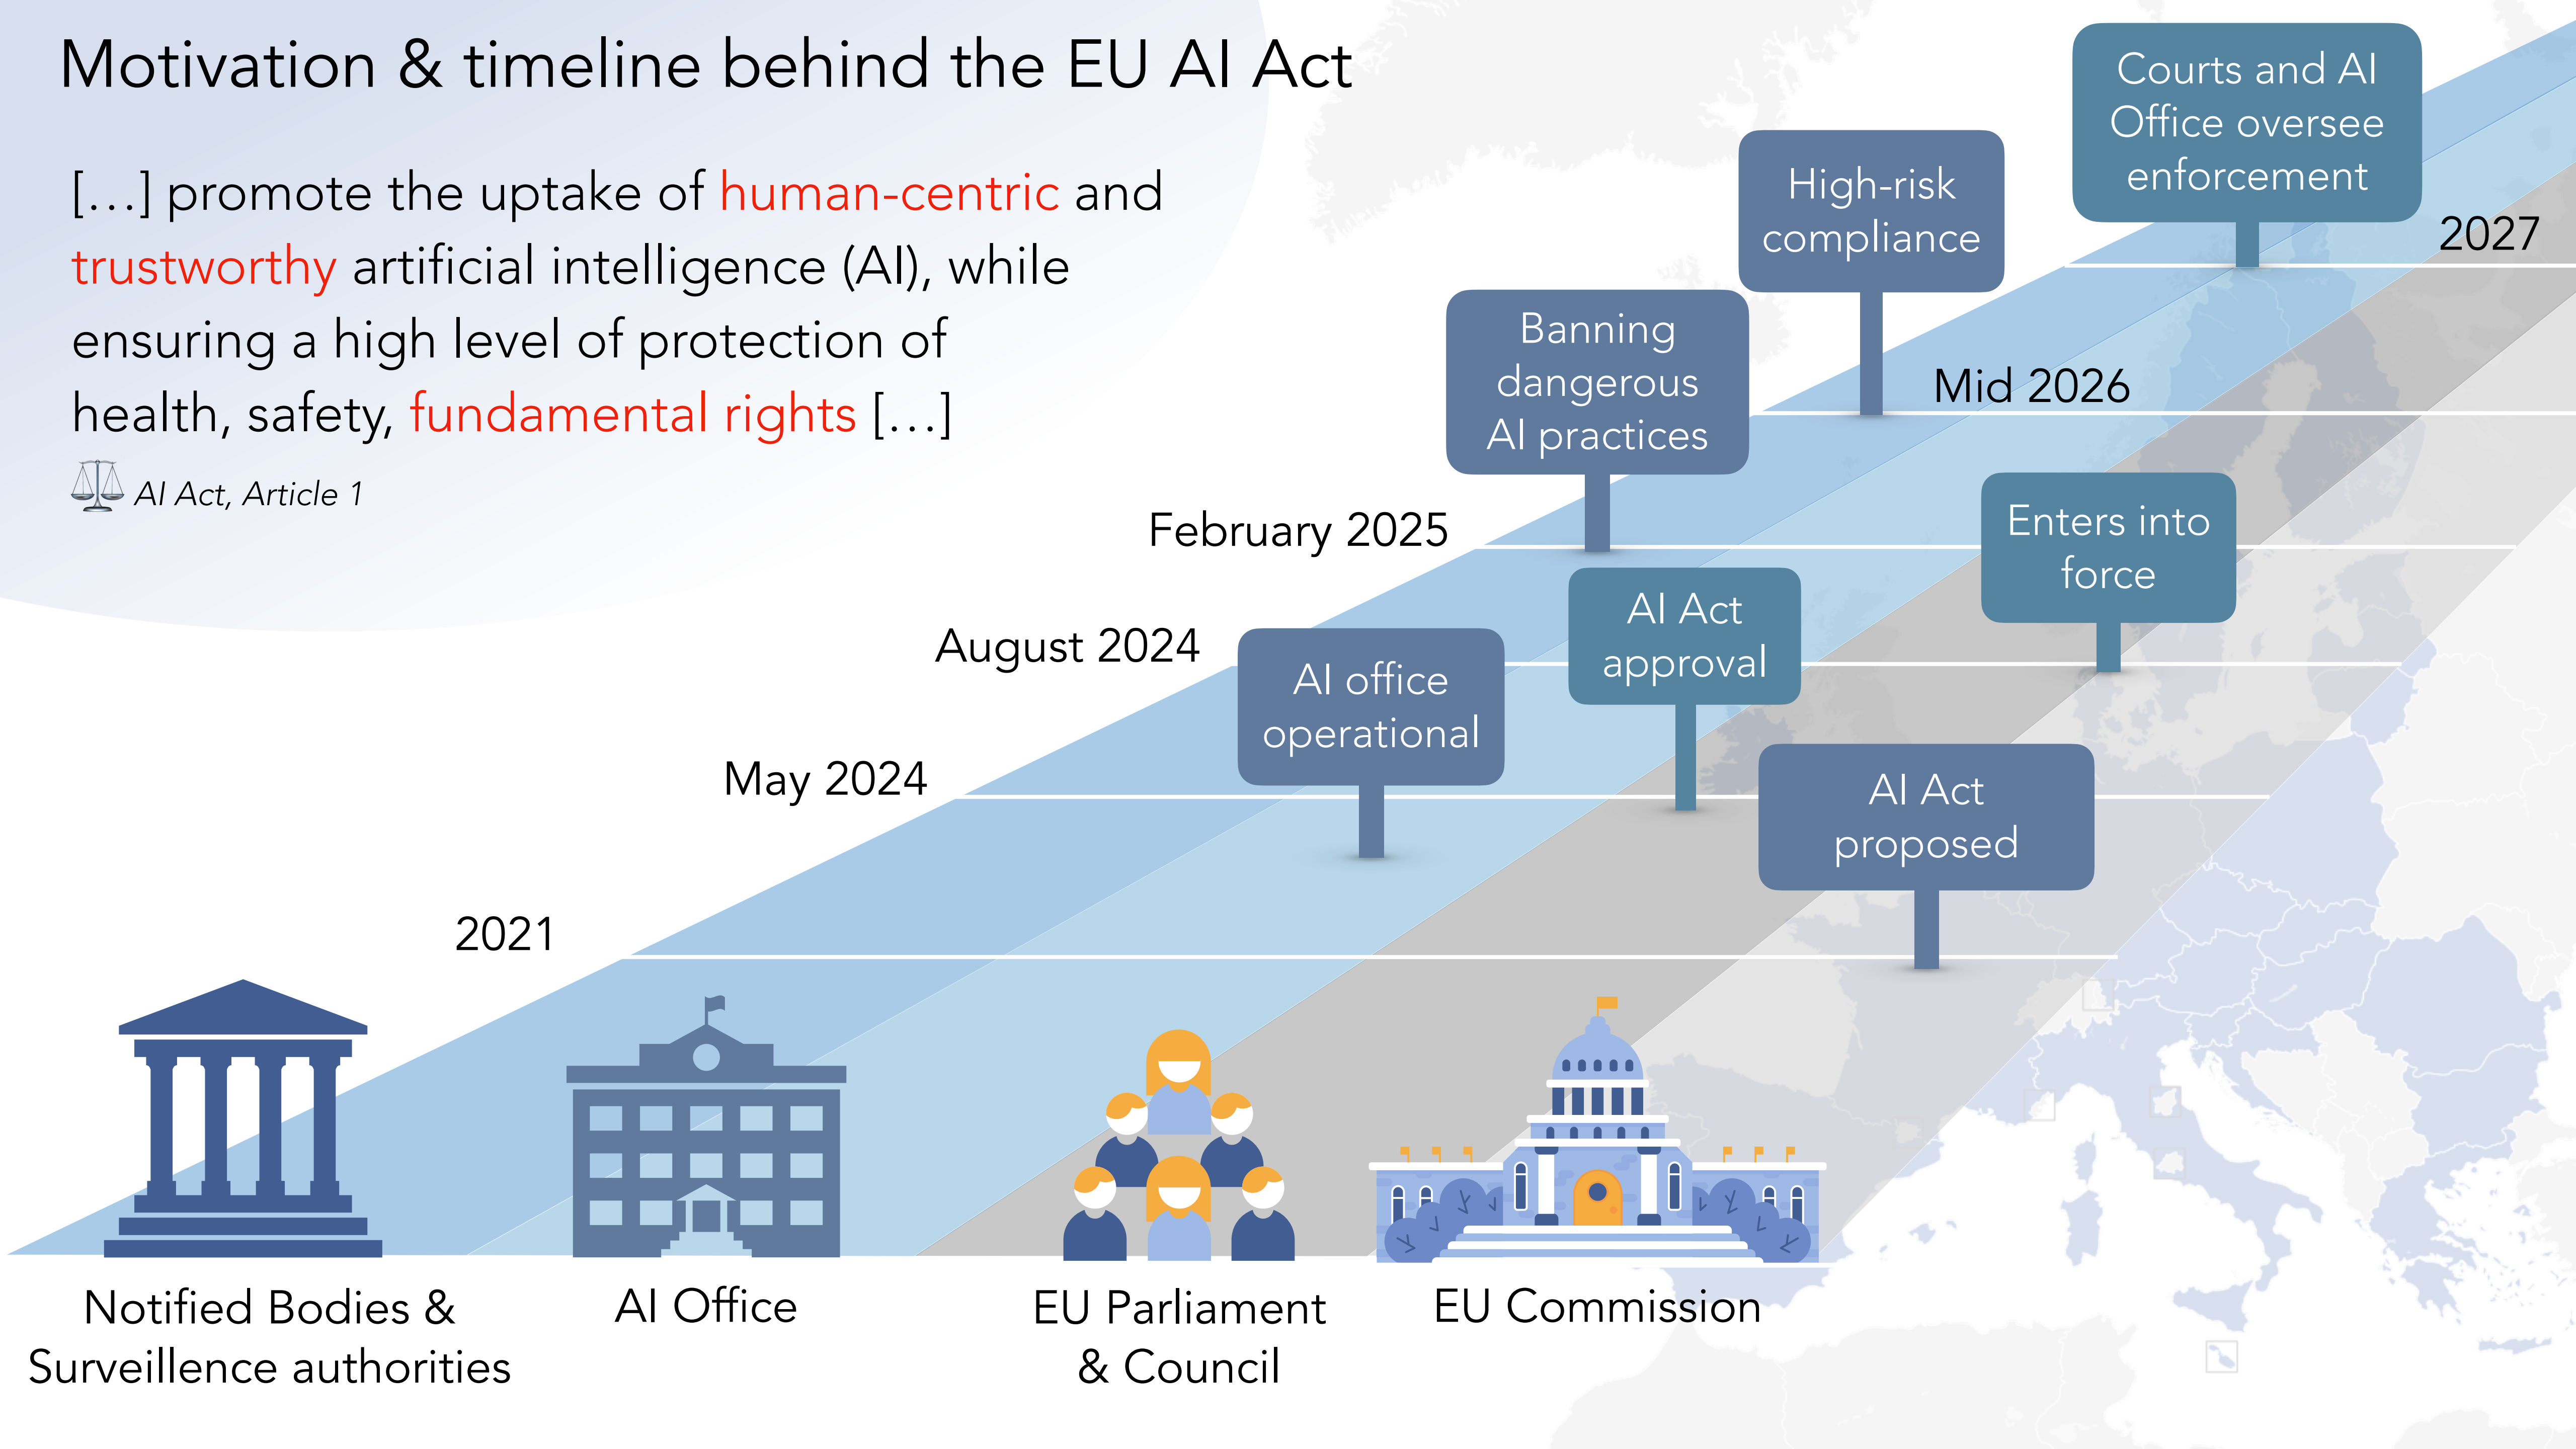 Motivation & timeline behind the EU AI Act
[…] promote the uptake of human-centric and
trustworthy artificial intelligence (AI), while
ensuring a high level of protection of
health, safety, fundamental rights […]
AI Act, Article 1
Courts and AI
Office oversee
enforcement
2027
High-risk
compliance
Mid 2026
Banning
dangerous
AI practices
February 2025
Enters into
force
August 2024
AI Act
approval
AI office
operational
May 2024
AI Act
proposed
2021
Notified Bodies &
Surveillence authorities
AI Office
EU Parliament
& Council
EU Commission